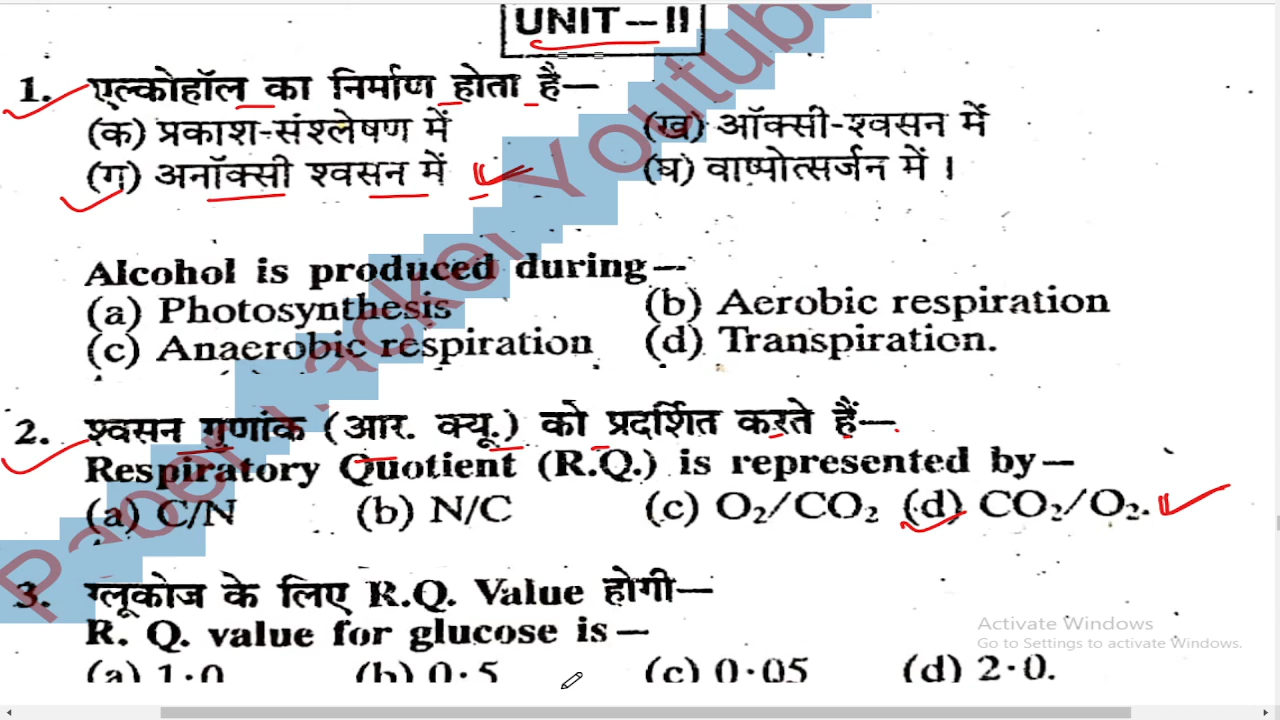 UNIT–II
1. एल्कोहॉल का निर्माण होता है–
(क) प्रकाश-संश्लेषण में (ख) ऑक्सी-श्वसन में
(ग) अनॉक्सी श्वसन में (घ) वाष्पोत्सर्जन में ।
Alcohol is produced during–
(a) Photosynthesis (b) Aerobic respiration
(c) Anaerobic respiration (d) Transpiration.
2. श्वसन गुणांक (आर. क्यू.) को प्रदर्शित करते हैं–
Respiratory Quotient (R.Q.) is represented by–
(a) C/N (b) N/C (c) O₂/CO₂ (d) CO₂/O₂.
3. ग्लूकोज के लिए R.Q. Value होगी–
R. Q. value for glucose is–
(a) 1·0 (b) 0·5 (c) 0·05 (d) 2·0.
Activate Windows
Go to Settings to activate Windows.